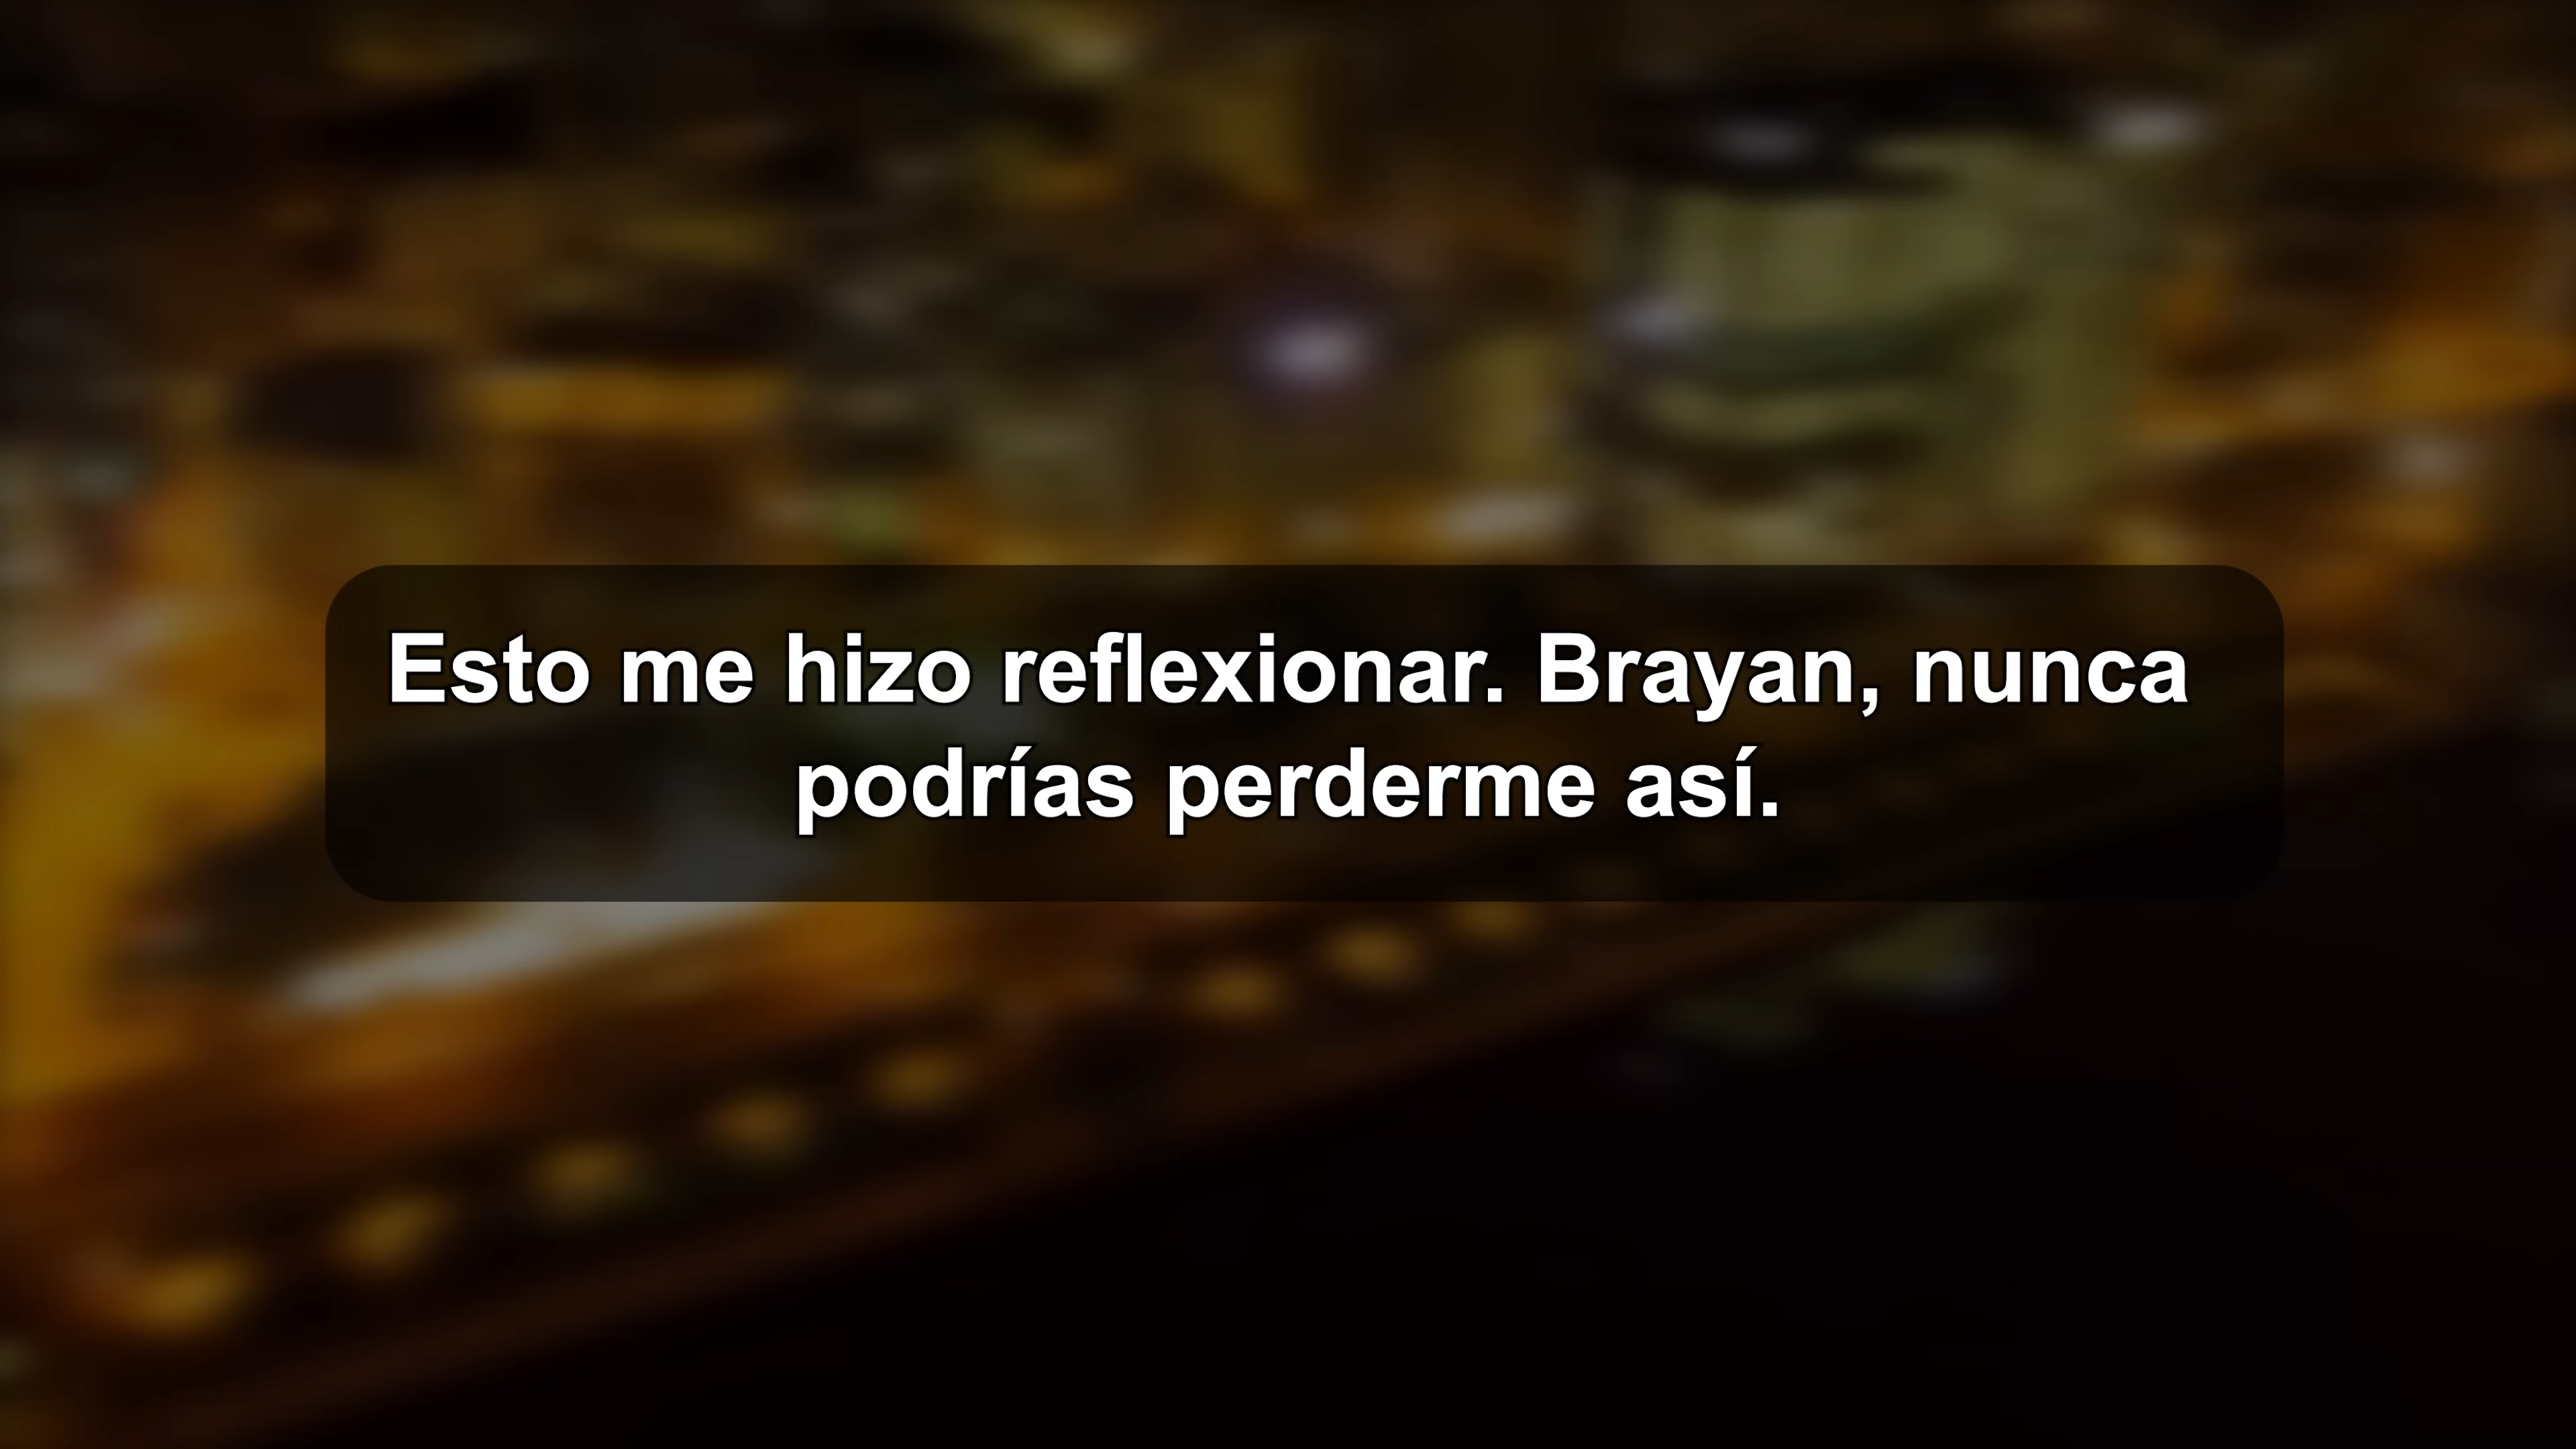 Esto me hizo reflexionar. Brayan, nunca
podrías perderme así.